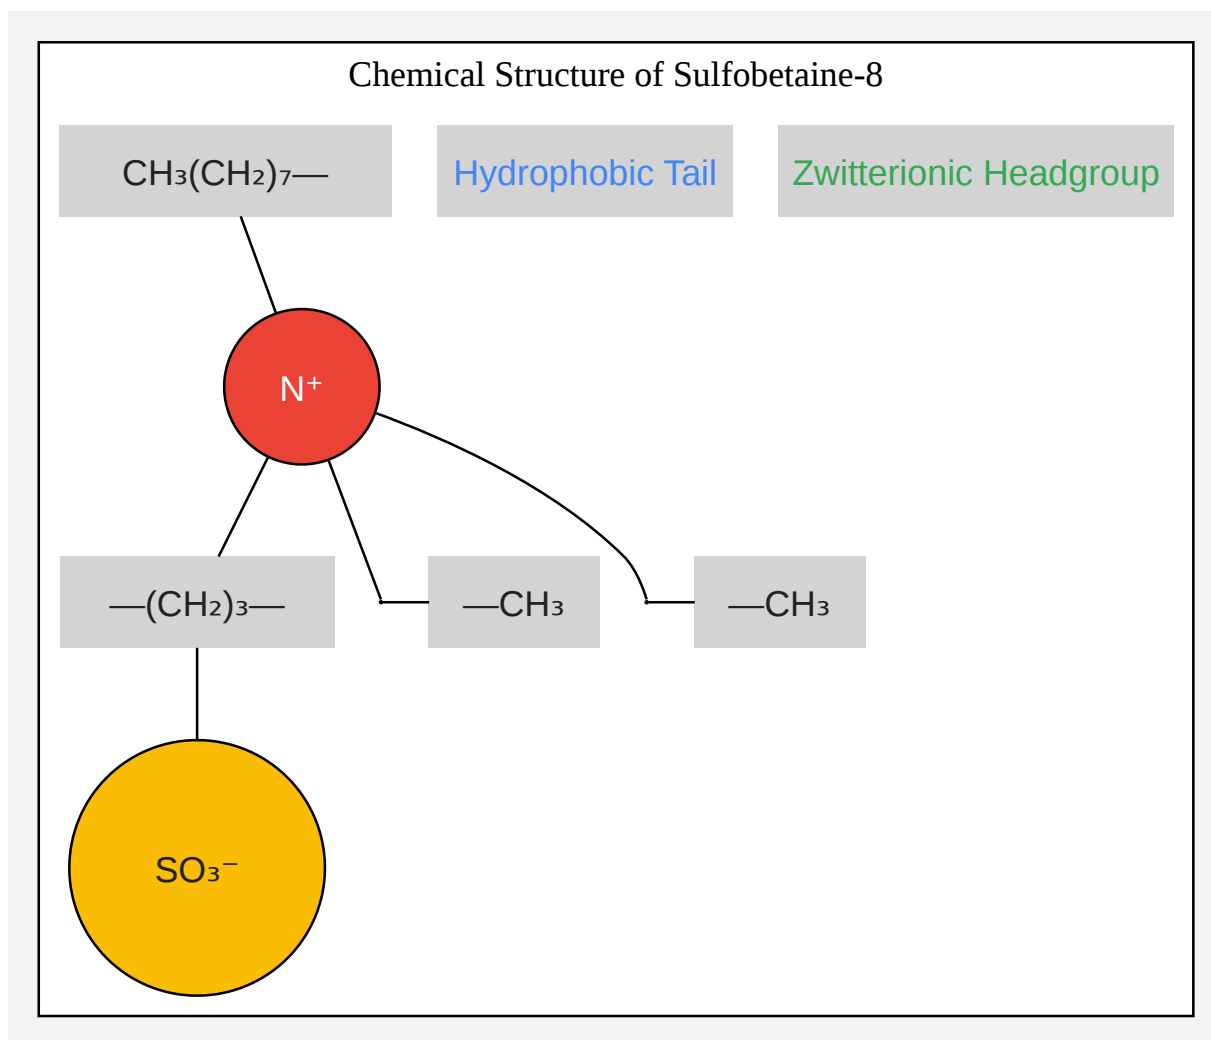 Chemical Structure of Sulfobetaine-8
CH₃(CH₂)₇—
Hydrophobic Tail
Zwitterionic Headgroup
N⁺
—(CH₂)₃—
—CH₃
—CH₃
SO₃⁻